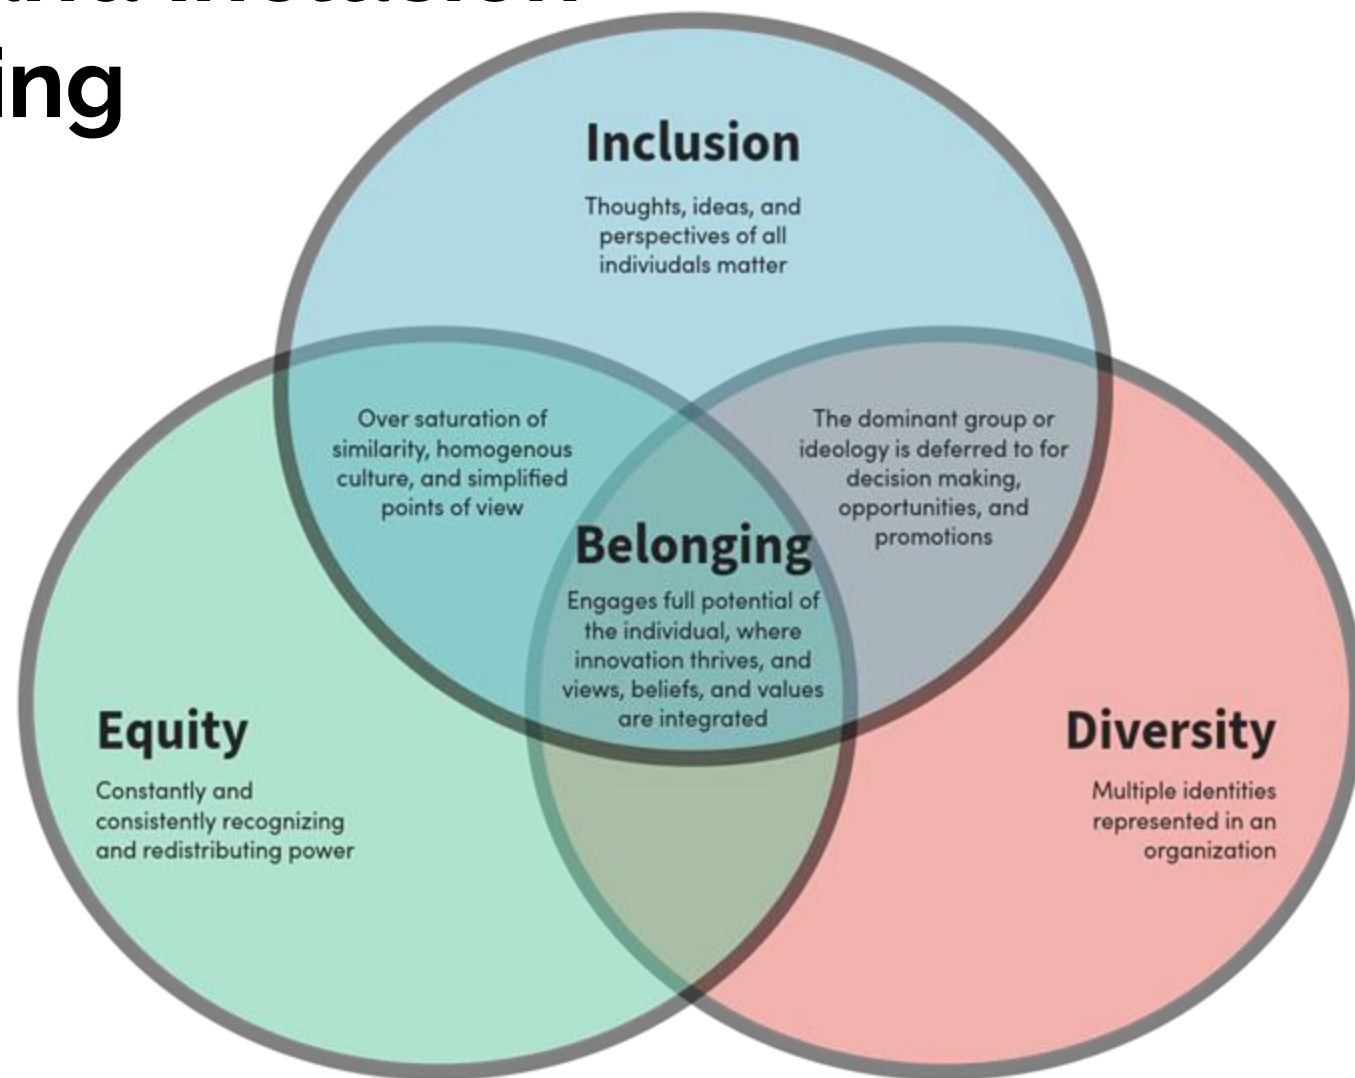 and Inclusion
ing
Inclusion
Thoughts, ideas, and
perspectives of all
indiviudals matter
Over saturation of
similarity, homogenous
culture, and simplified
points of view
The dominant group or
ideology is deferred to for
decision making,
opportunities, and
promotions
Belonging
Engages full potential of
the individual, where
innovation thrives, and
views, beliefs, and values
are integrated
Equity
Constantly and
consistently recognizing
and redistributing power
Diversity
Multiple identities
represented in an
organization